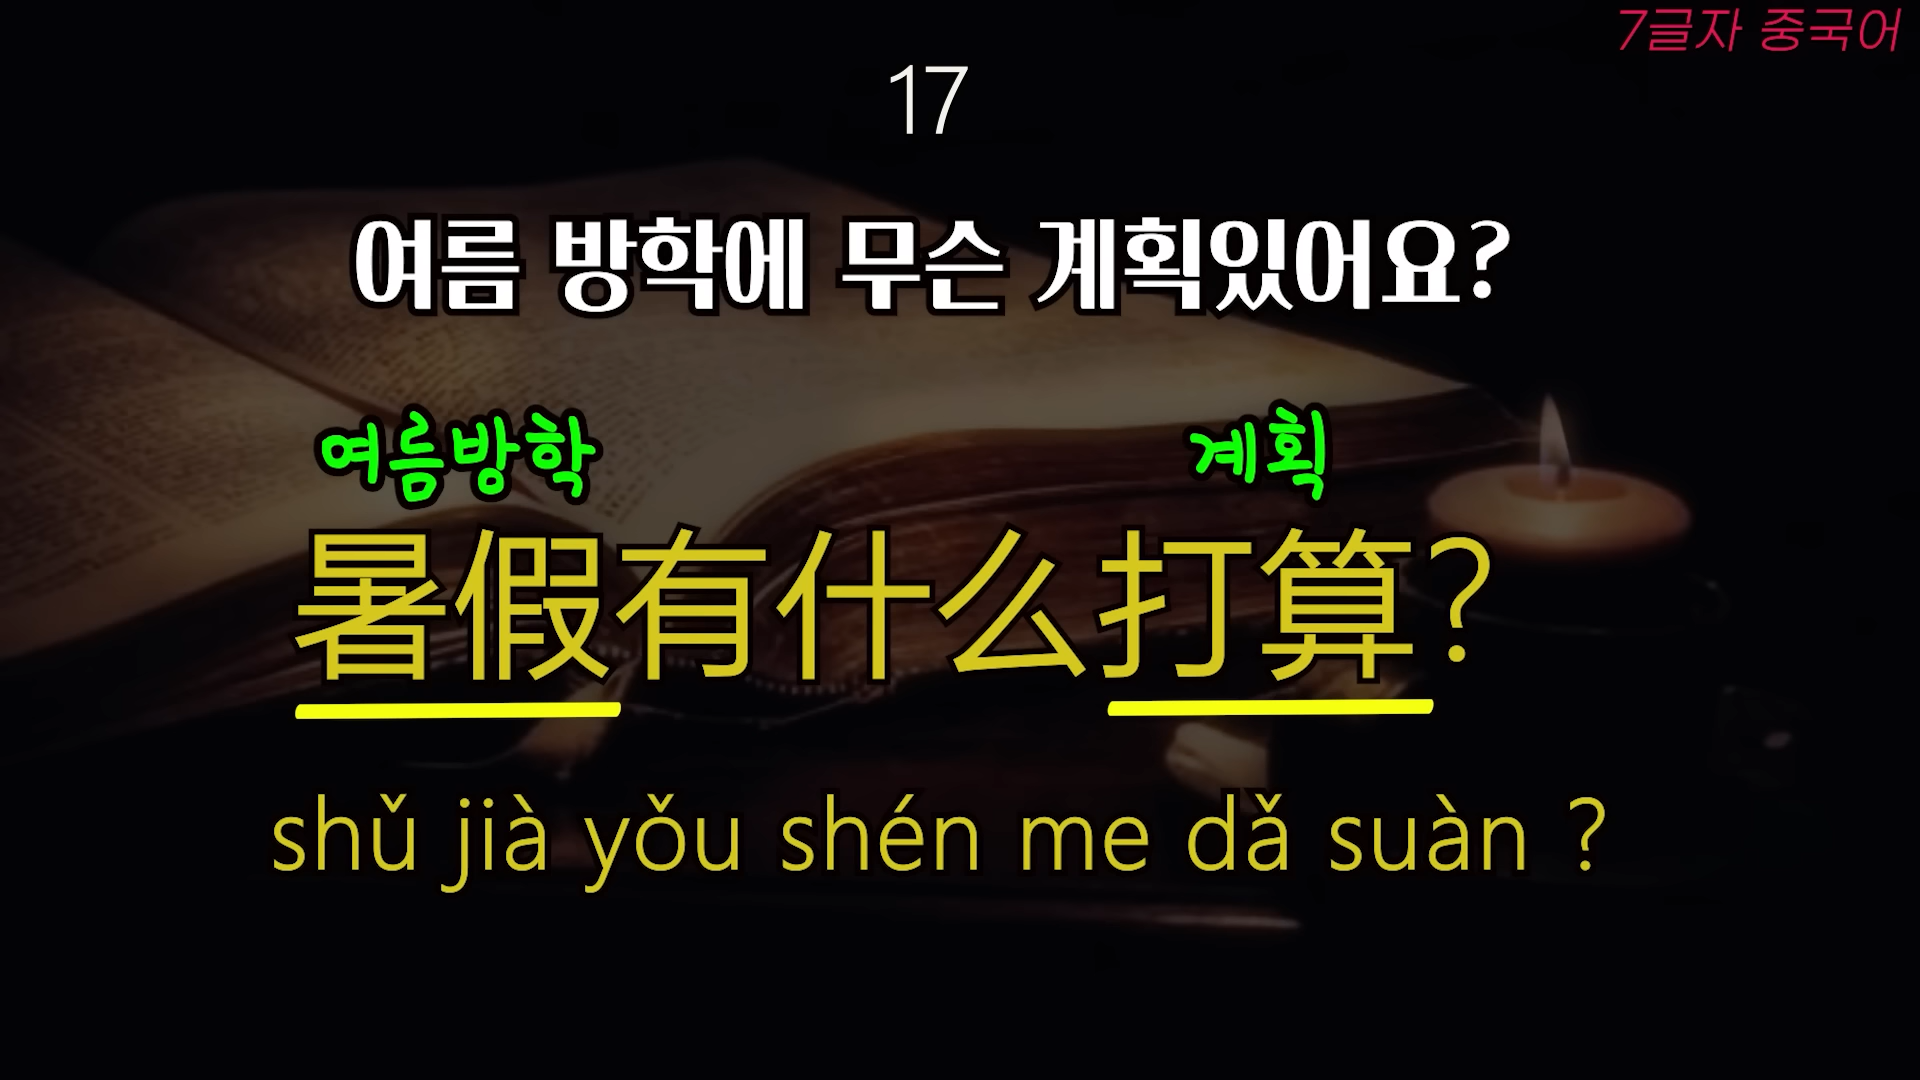 7글자 중국어
17
여름 방학에 무슨 계획있어요?
여름방학 계획
暑假有什么打算?
shǔ jià yǒu shén me dǎ suàn ?